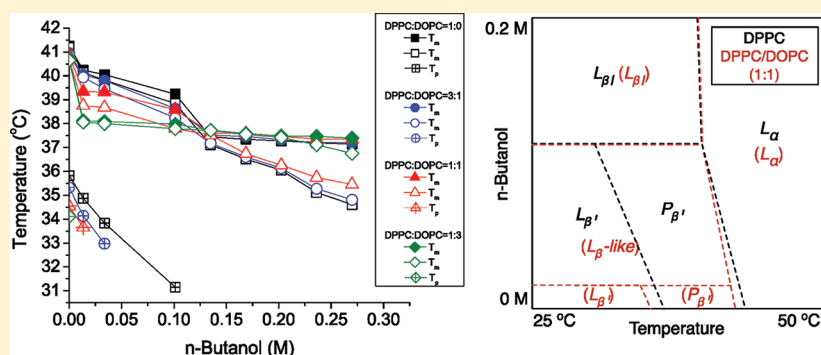 42
41
40
39
38
37
36
35
34
33
32
31
Temperature (°C)
0.00 0.05 0.10 0.15 0.20 0.25 0.30
n-Butanol (M)
DPPC:DOPC=1:0
Tm
Tm
Tp
DPPC:DOPC=3:1
Tm
Tm
Tp
DPPC:DOPC=1:1
Tm
Tm
Tp
DPPC:DOPC=1:3
Tm
Tm
Tp
0.2 M
n-Butanol
0 M
DPPC
DPPC/DOPC
(1:1)
LβI (LβI)
Lα
(Lα)
Lβ' Pβ'
(Lβ-like)
(Lβ') (Pβ')
25 ºC Temperature 50 ºC